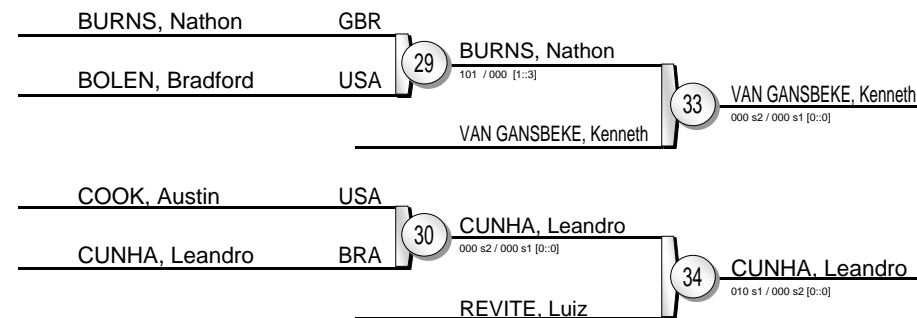 BURNS, Nathon GBR
29
BURNS, Nathon
101 / 000 [1::3]
BOLEN, Bradford USA
33
VAN GANSBEKE, Kenneth
000 s2 / 000 s1 [0::0]
VAN GANSBEKE, Kenneth
COOK, Austin USA
30
CUNHA, Leandro
000 s2 / 000 s1 [0::0]
CUNHA, Leandro BRA
34
CUNHA, Leandro
010 s1 / 000 s2 [0::0]
REVITE, Luiz